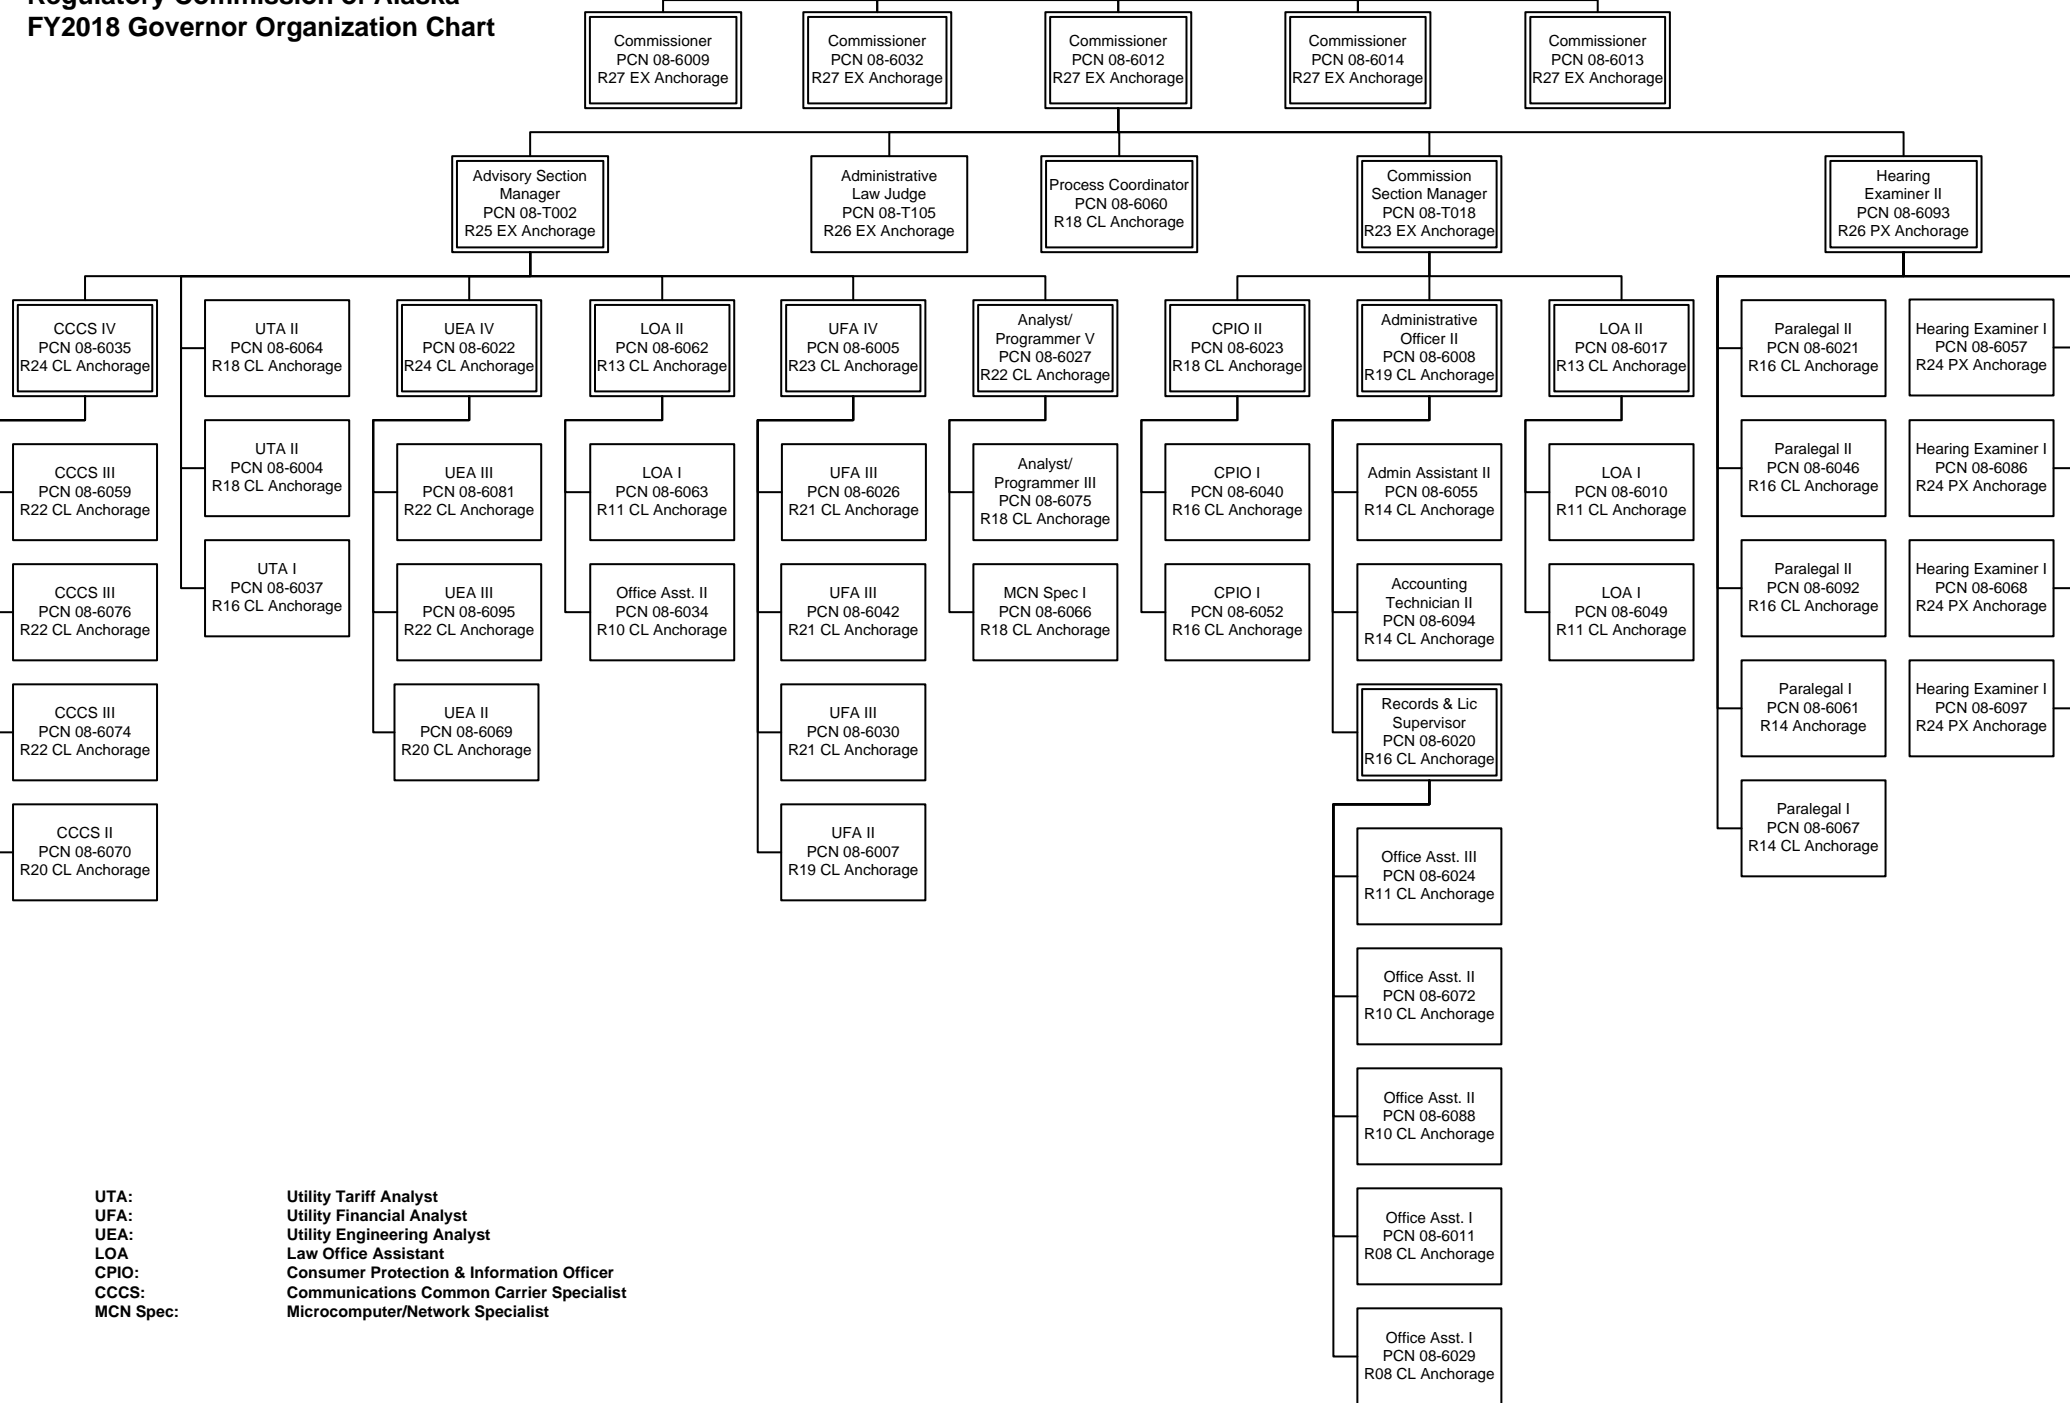 Regulatory Commission of Alaska
FY2018 Governor Organization Chart
Commissioner
PCN 08-6009
R27 EX Anchorage
Commissioner
PCN 08-6032
R27 EX Anchorage
Commissioner
PCN 08-6012
R27 EX Anchorage
Commissioner
PCN 08-6014
R27 EX Anchorage
Commissioner
PCN 08-6013
R27 EX Anchorage
Advisory Section
Manager
PCN 08-T002
R25 EX Anchorage
Administrative
Law Judge
PCN 08-T105
R26 EX Anchorage
Process Coordinator
PCN 08-6060
R18 CL Anchorage
Commission
Section Manager
PCN 08-T018
R23 EX Anchorage
Hearing
Examiner II
PCN 08-6093
R26 PX Anchorage
CCCS IV
PCN 08-6035
R24 CL Anchorage
UTA II
PCN 08-6064
R18 CL Anchorage
UEA IV
PCN 08-6022
R24 CL Anchorage
LOA II
PCN 08-6062
R13 CL Anchorage
UFA IV
PCN 08-6005
R23 CL Anchorage
Analyst/
Programmer V
PCN 08-6027
R22 CL Anchorage
CPIO II
PCN 08-6023
R18 CL Anchorage
Administrative
Officer II
PCN 08-6008
R19 CL Anchorage
LOA II
PCN 08-6017
R13 CL Anchorage
Paralegal II
PCN 08-6021
R16 CL Anchorage
Hearing Examiner I
PCN 08-6057
R24 PX Anchorage
CCCS III
PCN 08-6059
R22 CL Anchorage
UTA II
PCN 08-6004
R18 CL Anchorage
UEA III
PCN 08-6081
R22 CL Anchorage
LOA I
PCN 08-6063
R11 CL Anchorage
UFA III
PCN 08-6026
R21 CL Anchorage
Analyst/
Programmer III
PCN 08-6075
R18 CL Anchorage
CPIO I
PCN 08-6040
R16 CL Anchorage
Admin Assistant II
PCN 08-6055
R14 CL Anchorage
LOA I
PCN 08-6010
R11 CL Anchorage
Paralegal II
PCN 08-6046
R16 CL Anchorage
Hearing Examiner I
PCN 08-6086
R24 PX Anchorage
CCCS III
PCN 08-6076
R22 CL Anchorage
UTA I
PCN 08-6037
R16 CL Anchorage
UEA III
PCN 08-6095
R22 CL Anchorage
Office Asst. II
PCN 08-6034
R10 CL Anchorage
UFA III
PCN 08-6042
R21 CL Anchorage
MCN Spec I
PCN 08-6066
R18 CL Anchorage
CPIO I
PCN 08-6052
R16 CL Anchorage
Accounting
Technician II
PCN 08-6094
R14 CL Anchorage
LOA I
PCN 08-6049
R11 CL Anchorage
Paralegal II
PCN 08-6092
R16 CL Anchorage
Hearing Examiner I
PCN 08-6068
R24 PX Anchorage
CCCS III
PCN 08-6074
R22 CL Anchorage
UEA II
PCN 08-6069
R20 CL Anchorage
UFA III
PCN 08-6030
R21 CL Anchorage
Records & Lic
Supervisor
PCN 08-6020
R16 CL Anchorage
Paralegal I
PCN 08-6061
R14 Anchorage
Hearing Examiner I
PCN 08-6097
R24 PX Anchorage
CCCS II
PCN 08-6070
R20 CL Anchorage
UFA II
PCN 08-6007
R19 CL Anchorage
Paralegal I
PCN 08-6067
R14 CL Anchorage
Office Asst. III
PCN 08-6024
R11 CL Anchorage
Office Asst. II
PCN 08-6072
R10 CL Anchorage
Office Asst. II
PCN 08-6088
R10 CL Anchorage
Office Asst. I
PCN 08-6011
R08 CL Anchorage
Office Asst. I
PCN 08-6029
R08 CL Anchorage
UTA: Utility Tariff Analyst
UFA: Utility Financial Analyst
UEA: Utility Engineering Analyst
LOA Law Office Assistant
CPIO: Consumer Protection & Information Officer
CCCS: Communications Common Carrier Specialist
MCN Spec: Microcomputer/Network Specialist